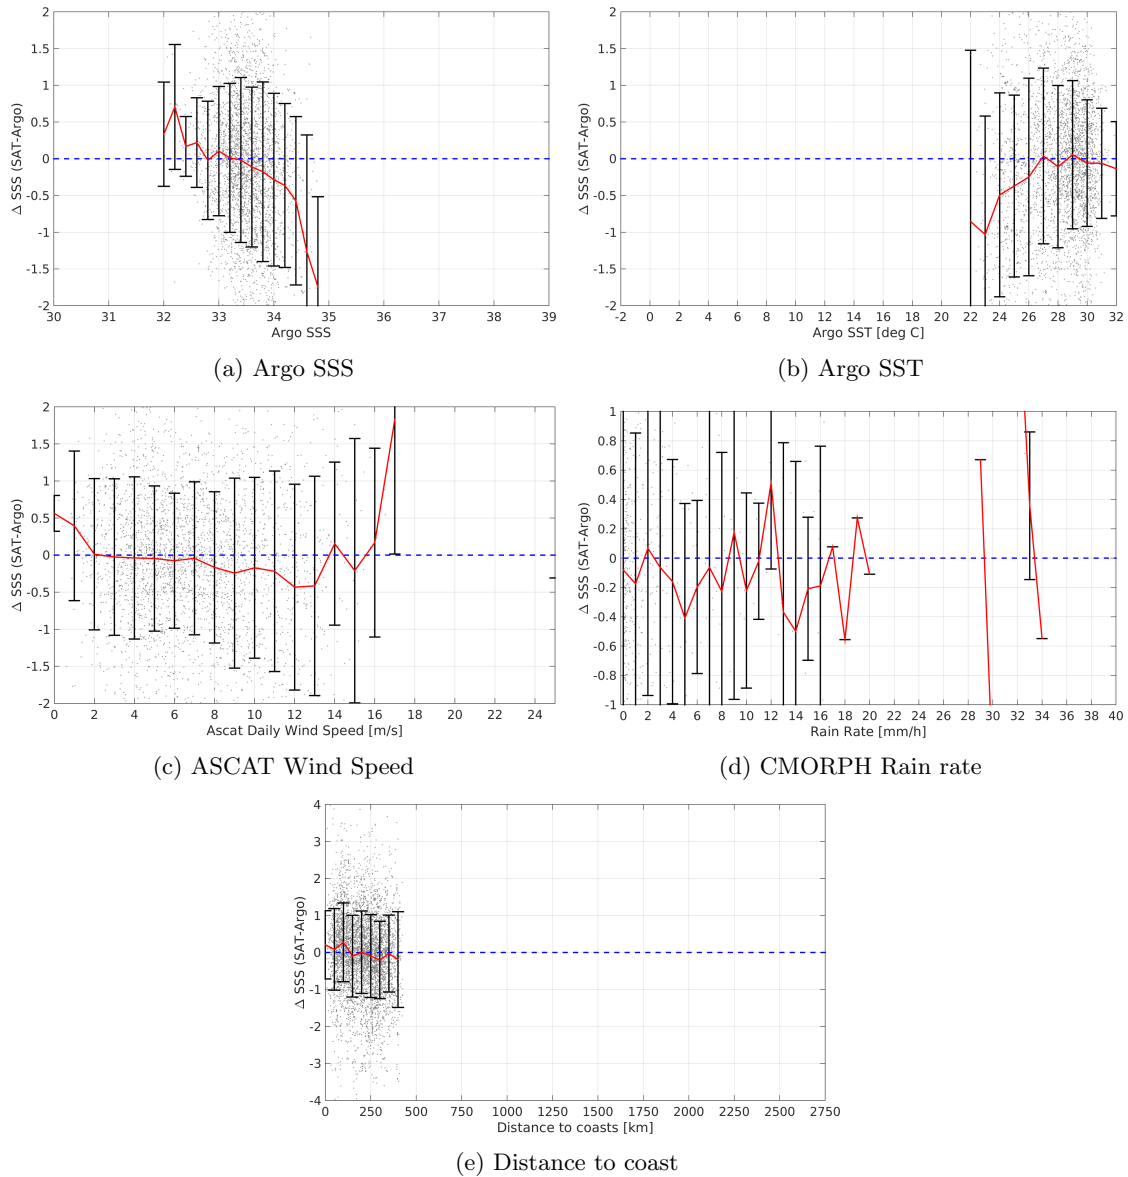 2
1.5
1
0.5
0
-0.5
-1
-1.5
-2
30 31 32 33 34 35 36 37 38 39
Δ SSS (SAT-Argo)
Argo SSS
(a) Argo SSS
2
1.5
1
0.5
0
-0.5
-1
-1.5
-2
-2 0 2 4 6 8 10 12 14 16 18 20 22 24 26 28 30 32
Δ SSS (SAT-Argo)
Argo SST [deg C]
(b) Argo SST
2
1.5
1
0.5
0
-0.5
-1
-1.5
-2
0 2 4 6 8 10 12 14 16 18 20 22 24
Δ SSS (SAT-Argo)
Ascat Daily Wind Speed [m/s]
(c) ASCAT Wind Speed
1
0.8
0.6
0.4
0.2
0
-0.2
-0.4
-0.6
-0.8
-1
0 2 4 6 8 10 12 14 16 18 20 22 24 26 28 30 32 34 36 38 40
Δ SSS (SAT-Argo)
Rain Rate [mm/h]
(d) CMORPH Rain rate
4
3
2
1
0
-1
-2
-3
-4
0 250 500 750 1000 1250 1500 1750 2000 2250 2500 2750
Δ SSS (SAT-Argo)
Distance to coasts [km]
(e) Distance to coast